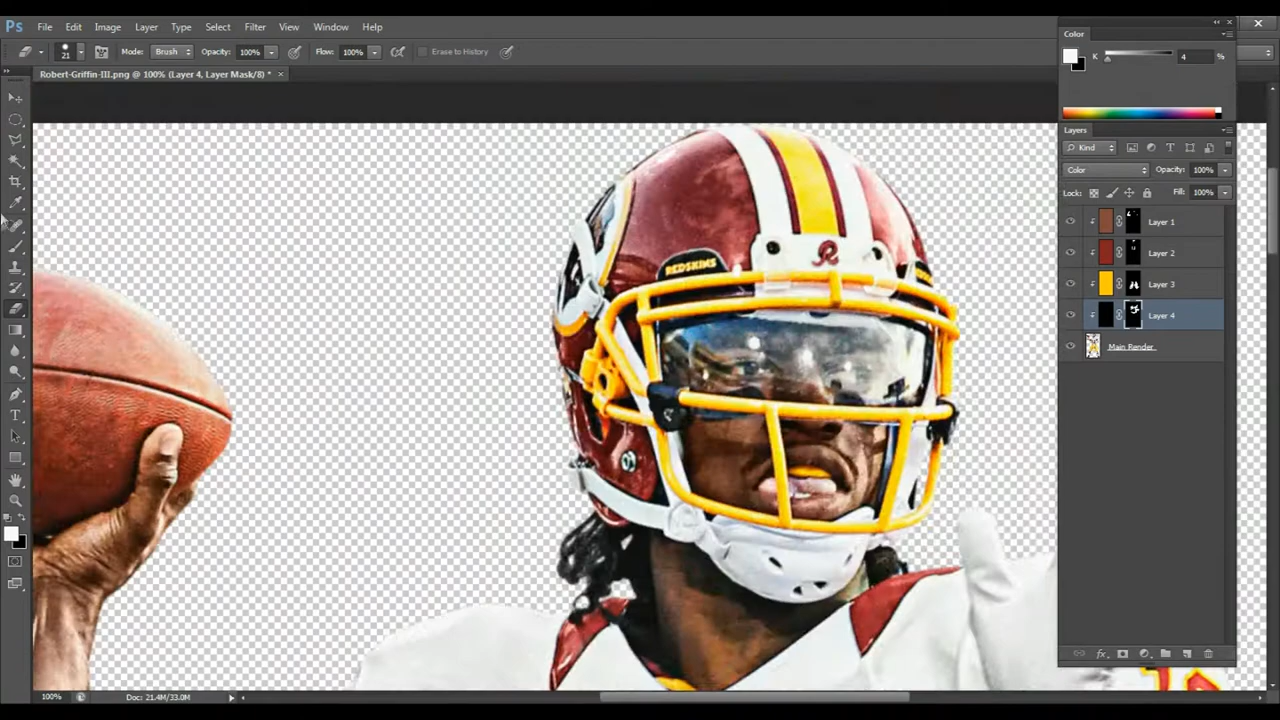 Ps File Edit Image Layer Type Select Filter View Window Help
21 Mode: Brush Opacity: 100% Flow: 100% Erase to History
Robert-Griffin-III.png @ 100% (Layer 4, Layer Mask/8) *
Color
K 4 %
Layers
Kind
Color Opacity: 100%
Lock: Fill: 100%
Layer 1
Layer 2
Layer 3
Layer 4
Main Render
REDSKINS
R
100% Doc: 21.4M/33.0M